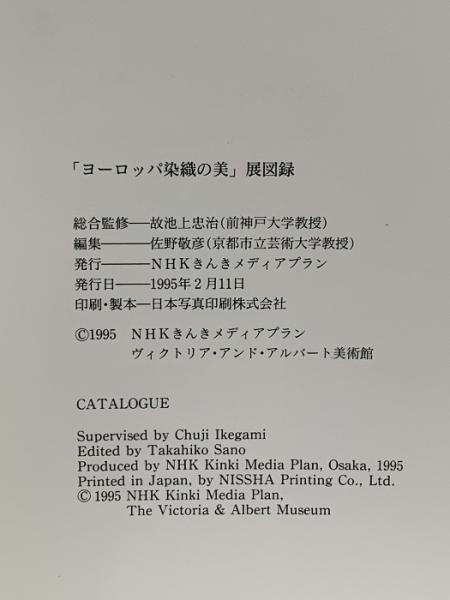 「ヨーロッパ染織の美」展図録
総合監修──故池上忠治(前神戸大学教授)
編集────佐野敬彦(京都市立芸術大学教授)
発行────NHKきんきメディアプラン
発行日───1995年2月11日
印刷・製本─日本写真印刷株式会社
©1995 NHKきんきメディアプラン
ヴィクトリア・アンド・アルバート美術館
CATALOGUE
Supervised by Chuji Ikegami
Edited by Takahiko Sano
Produced by NHK Kinki Media Plan, Osaka, 1995
Printed in Japan, by NISSHA Printing Co., Ltd.
© 1995 NHK Kinki Media Plan,
The Victoria & Albert Museum